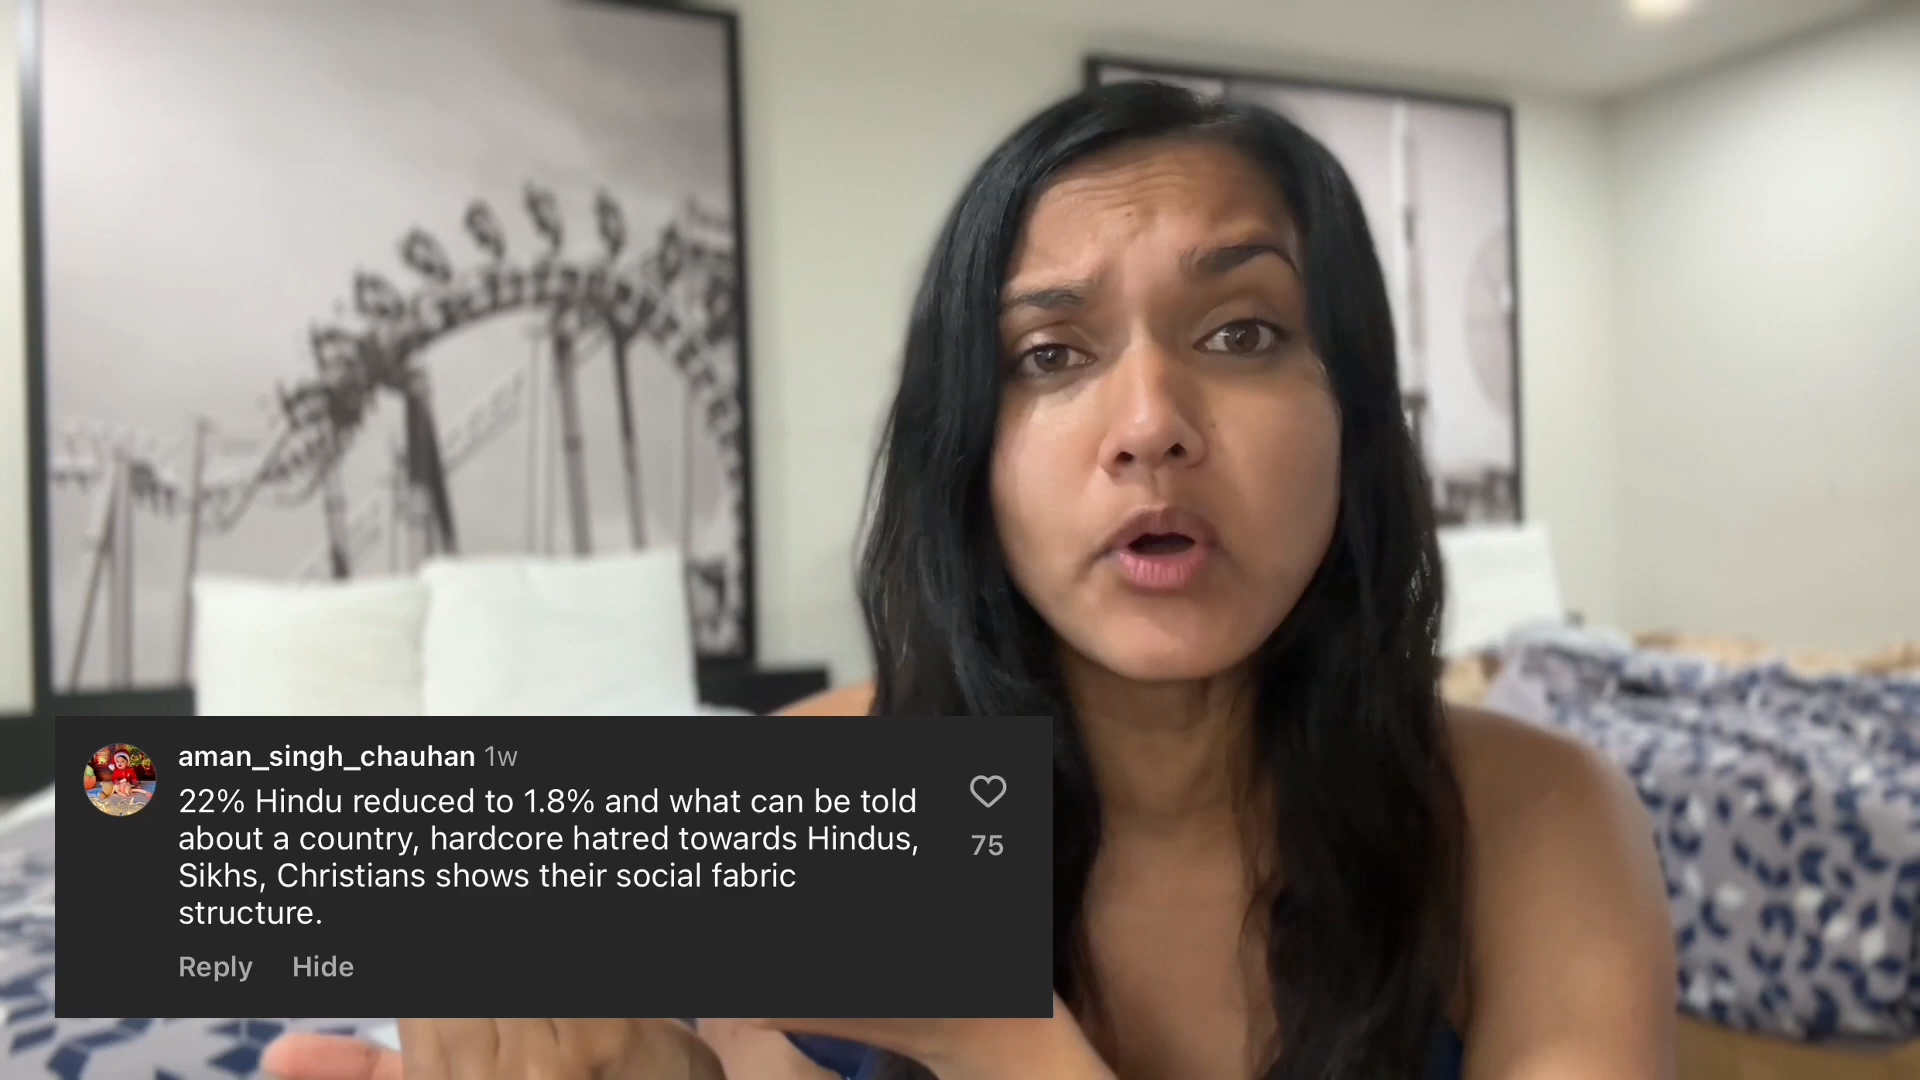 aman_singh_chauhan 1w
22% Hindu reduced to 1.8% and what can be told
about a country, hardcore hatred towards Hindus,
Sikhs, Christians shows their social fabric
structure.
75
Reply Hide